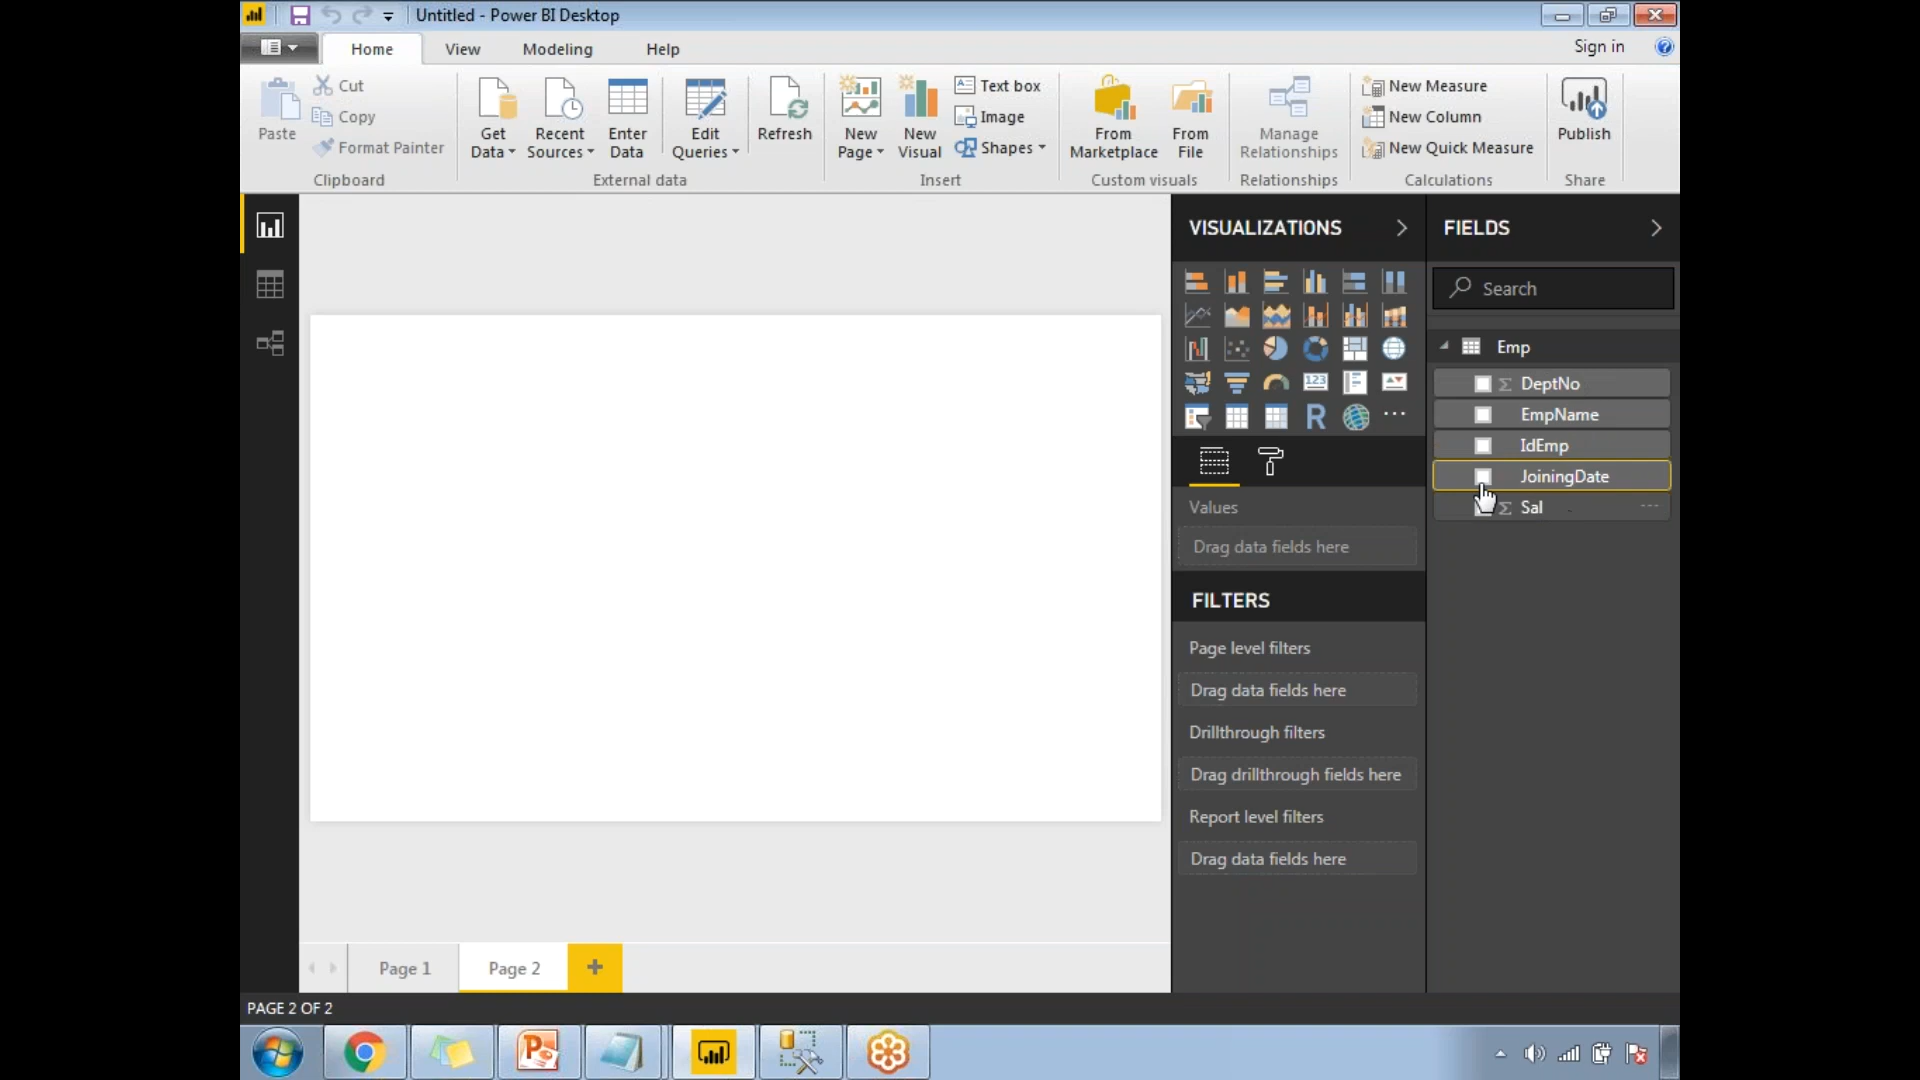 Untitled - Power BI Desktop
Home View Modeling Help Sign in
Cut
Copy
Format Painter
Paste
Clipboard
Get Data
Recent Sources
Enter Data
Edit Queries
Refresh
External data
New Page
New Visual
Text box
Image
Shapes
Insert
From Marketplace
From File
Custom visuals
Manage Relationships
Relationships
New Measure
New Column
New Quick Measure
Calculations
Publish
Share
VISUALIZATIONS
123
R
Values
Drag data fields here
FILTERS
Page level filters
Drag data fields here
Drillthrough filters
Drag drillthrough fields here
Report level filters
Drag data fields here
FIELDS
Search
Emp
Σ DeptNo
EmpName
IdEmp
JoiningDate
Σ Sal
Page 1
Page 2
PAGE 2 OF 2